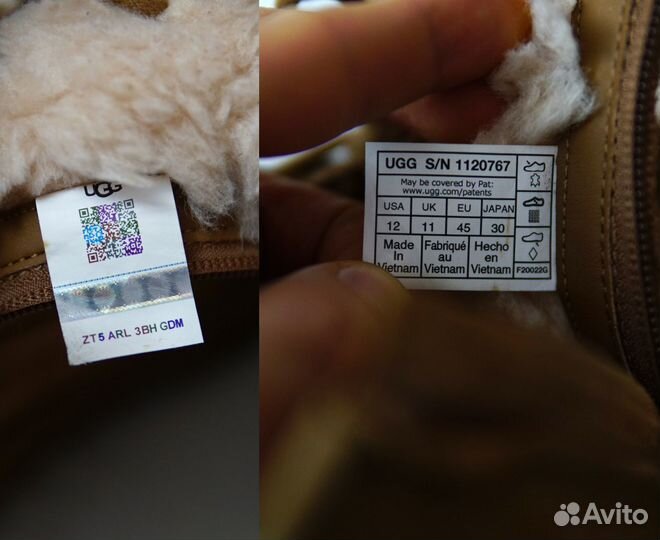 UGG
ZT5 ARL 3BH GDM
UGG S/N 1120767
May be covered by Pat:
www.ugg.com/patents
USA UK EU JAPAN
12 11 45 30
Made In Vietnam
Fabriqué au Vietnam
Hecho en Vietnam
F20022G
Avito